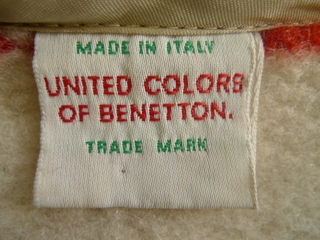 MADE IN ITALY
UNITED COLORS
OF BENETTON.
TRADE MARK